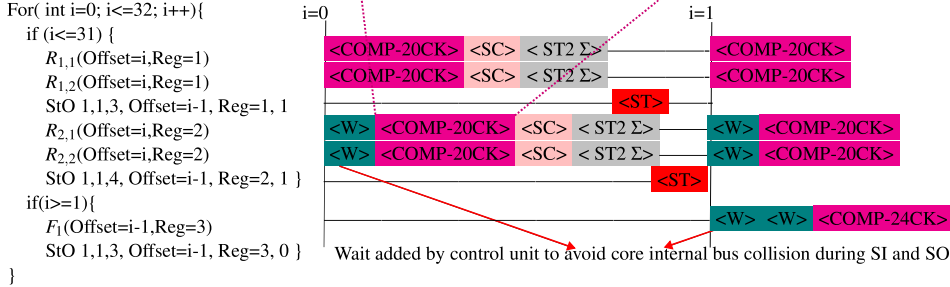 For( int i=0; i<=32; i++){
if (i<=31) {
R1,1(Offset=i,Reg=1)
R1,2(Offset=i,Reg=1)
StO 1,1,3, Offset=i-1, Reg=1, 1
R2,1(Offset=i,Reg=2)
R2,2(Offset=i,Reg=2)
StO 1,1,4, Offset=i-1, Reg=2, 1 }
if(i>=1){
F1(Offset=i-1,Reg=3)
StO 1,1,3, Offset=i-1, Reg=3, 0 }
}
i=0 i=1
<COMP-20CK> <SC> < ST2 Σ> <COMP-20CK>
<COMP-20CK> <SC> < ST2 Σ> <COMP-20CK>
<ST>
<W> <COMP-20CK> <SC> < ST2 Σ> <W> <COMP-20CK>
<W> <COMP-20CK> <SC> < ST2 Σ> <W> <COMP-20CK>
<ST>
<W> <W> <COMP-24CK>
Wait added by control unit to avoid core internal bus collision during SI and SO